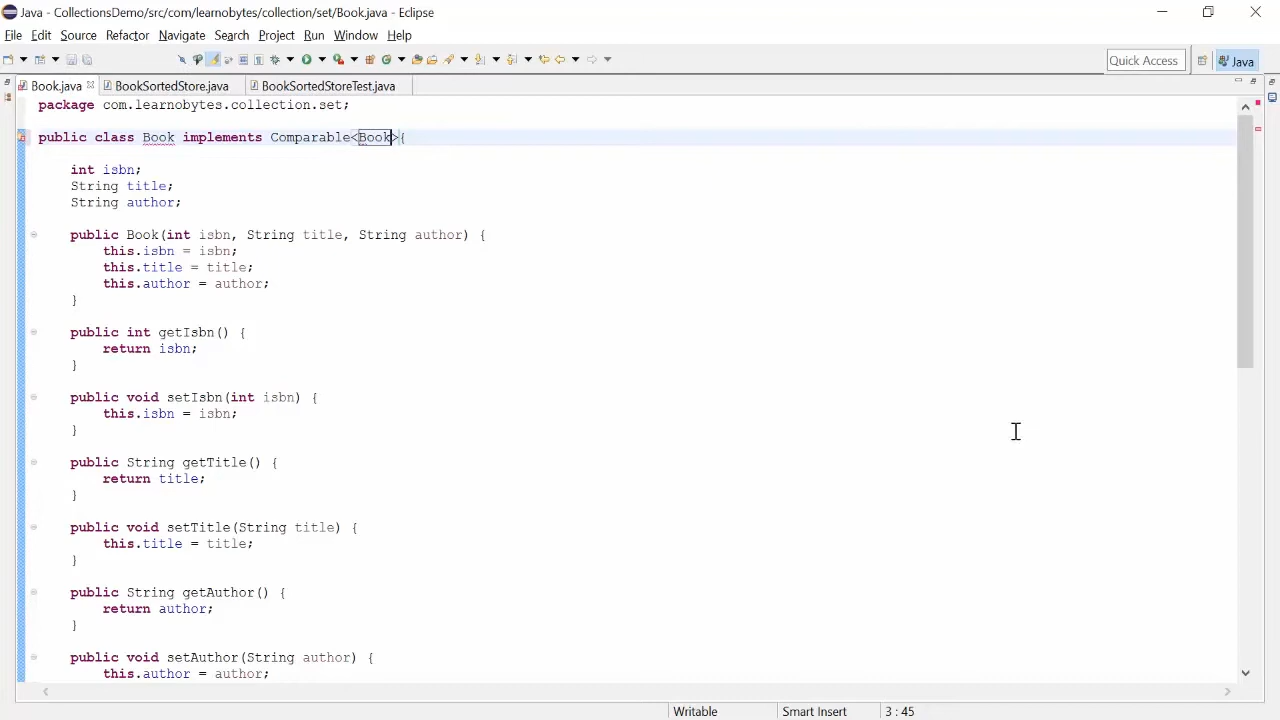 Java - CollectionsDemo/src/com/learnobytes/collection/set/Book.java - Eclipse
File Edit Source Refactor Navigate Search Project Run Window Help
Quick Access Java
Book.java BookSortedStore.java BookSortedStoreTest.java
package com.learnobytes.collection.set;
public class Book implements Comparable<Book>{
int isbn;
String title;
String author;
public Book(int isbn, String title, String author) {
this.isbn = isbn;
this.title = title;
this.author = author;
}
public int getIsbn() {
return isbn;
}
public void setIsbn(int isbn) {
this.isbn = isbn;
}
public String getTitle() {
return title;
}
public void setTitle(String title) {
this.title = title;
}
public String getAuthor() {
return author;
}
public void setAuthor(String author) {
this.author = author;
Writable Smart Insert 3 : 45